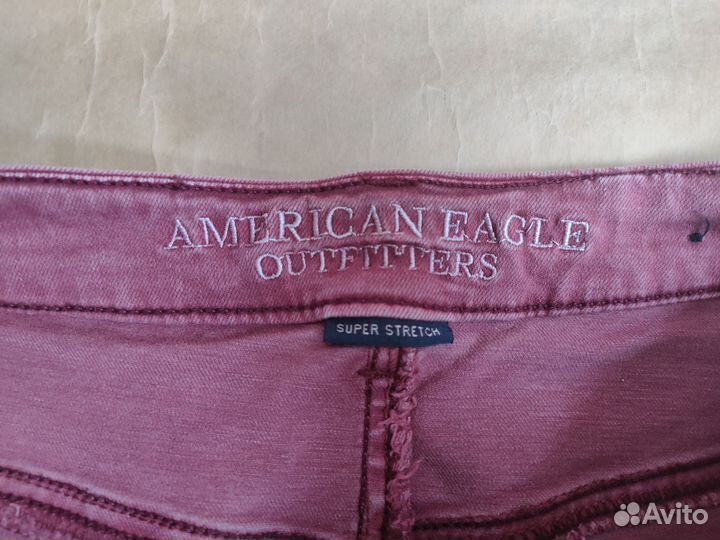 AMERICAN EAGLE
OUTFITTERS
SUPER STRETCH
Avito